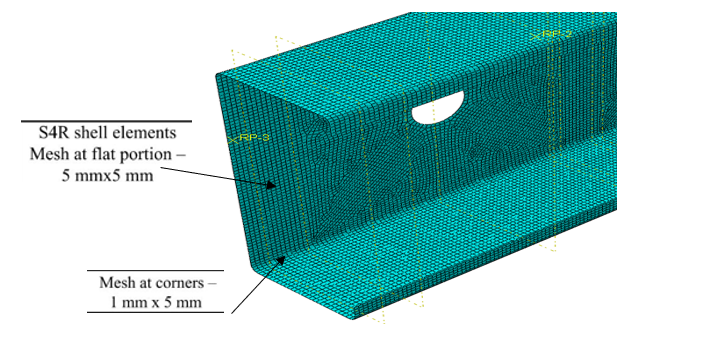 RP-2
S4R shell elements
Mesh at flat portion –
5 mmx5 mm
RP-3
Mesh at corners –
1 mm x 5 mm